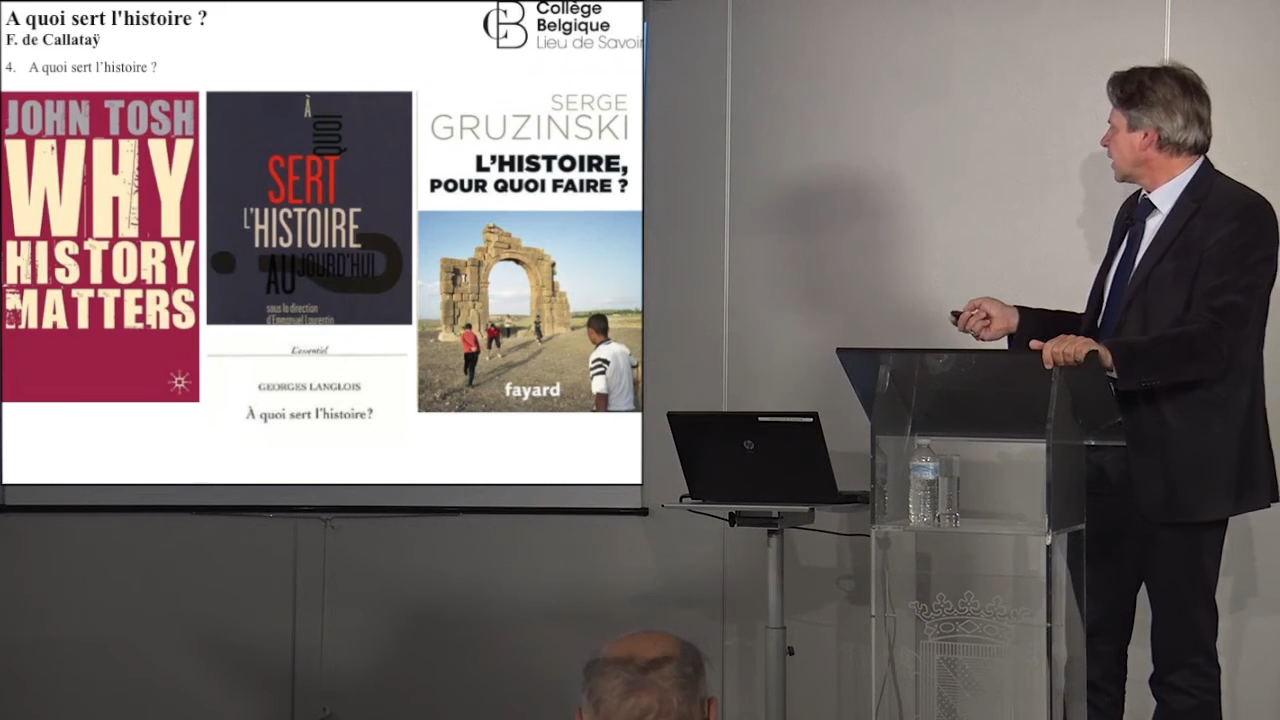 A quoi sert l'histoire ?
F. de Callataÿ
4. A quoi sert l'histoire ?
Collège
Belgique
Lieu de Savoir
JOHN TOSH
WHY
HISTORY
MATTERS
À
QUOI
SERT
L'HISTOIRE
AUJOURD'HUI
sous la direction
d'Emmanuel Laurentin
L'essentiel
GEORGES LANGLOIS
À quoi sert l'histoire?
SERGE
GRUZINSKI
L'HISTOIRE,
POUR QUOI FAIRE ?
fayard
hp